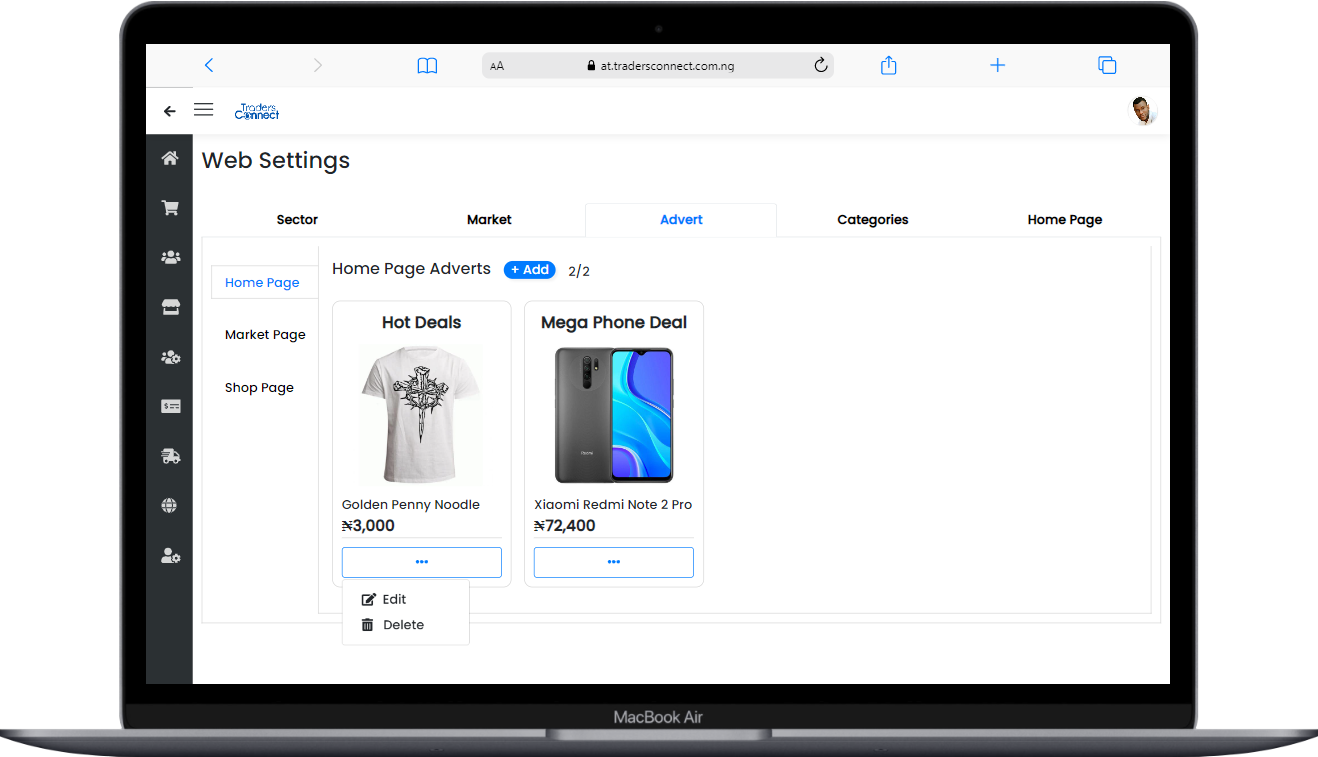 AA
at.tradersconnect.com.ng
Traders
Connect
Web Settings
Sector
Market
Advert
Categories
Home Page
Home Page
Market Page
Shop Page
Home Page Adverts + Add 2/2
Hot Deals
Golden Penny Noodle
₦3,000
•••
Edit
Delete
Mega Phone Deal
Xiaomi Redmi Note 2 Pro
₦72,400
•••
MacBook Air